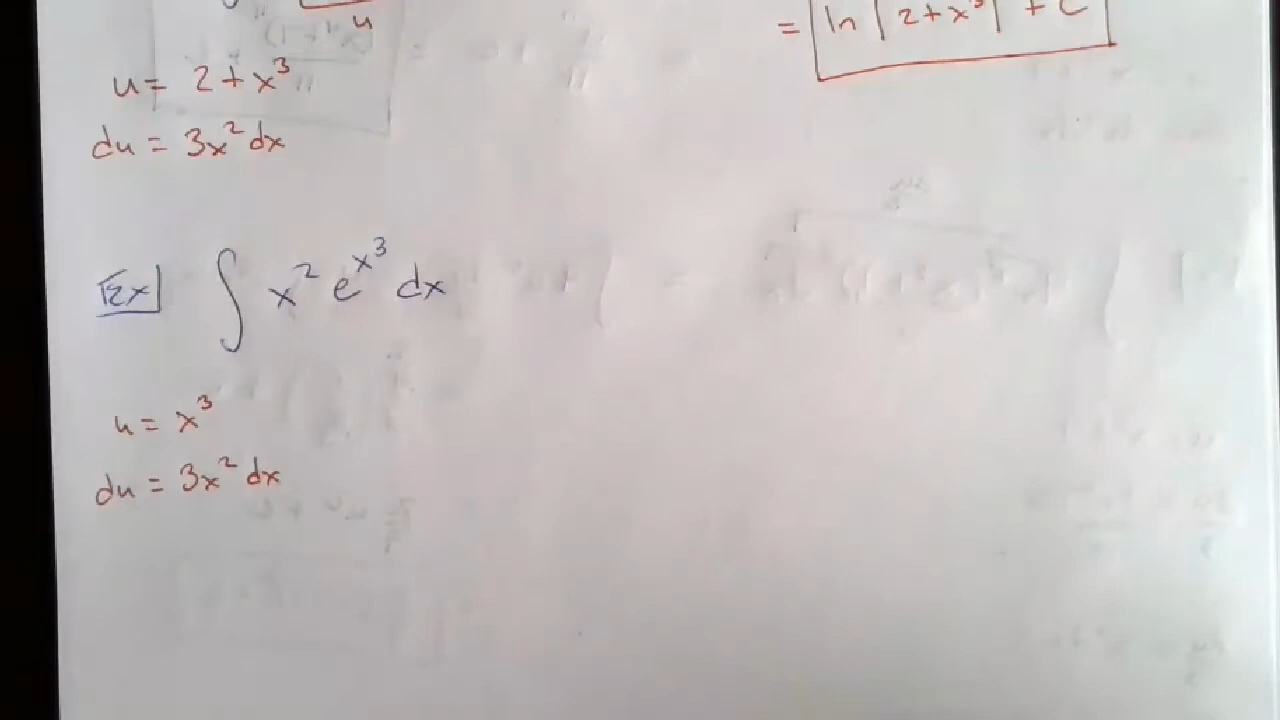 u
= ln | 2 + x³ | + C
u = 2 + x³
du = 3x² dx
Ex ∫ x² e^x³ dx
u = x³
du = 3x² dx